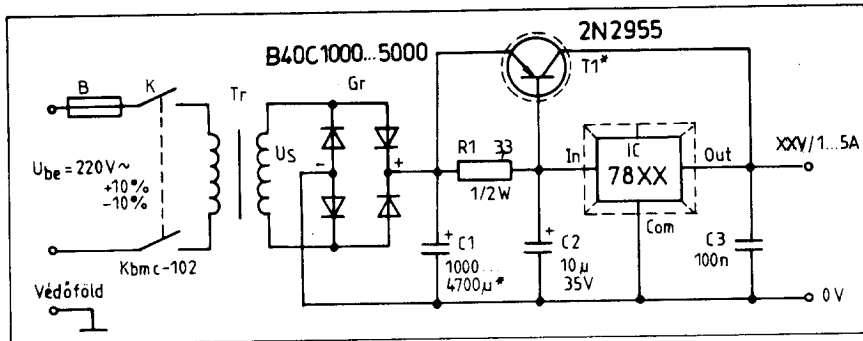 2N2955
B40C1000...5000
T1*
B
K
Tr
Gr
Us
Ube = 220V~
+10%
-10%
-
+
R1 33
1/2W
In
IC
78XX
Out
XXV/1...5A
Com
Kbmc-102
+
C1
1000...
4700µ*
+
C2
10µ
35V
C3
100n
Védőföld
0V